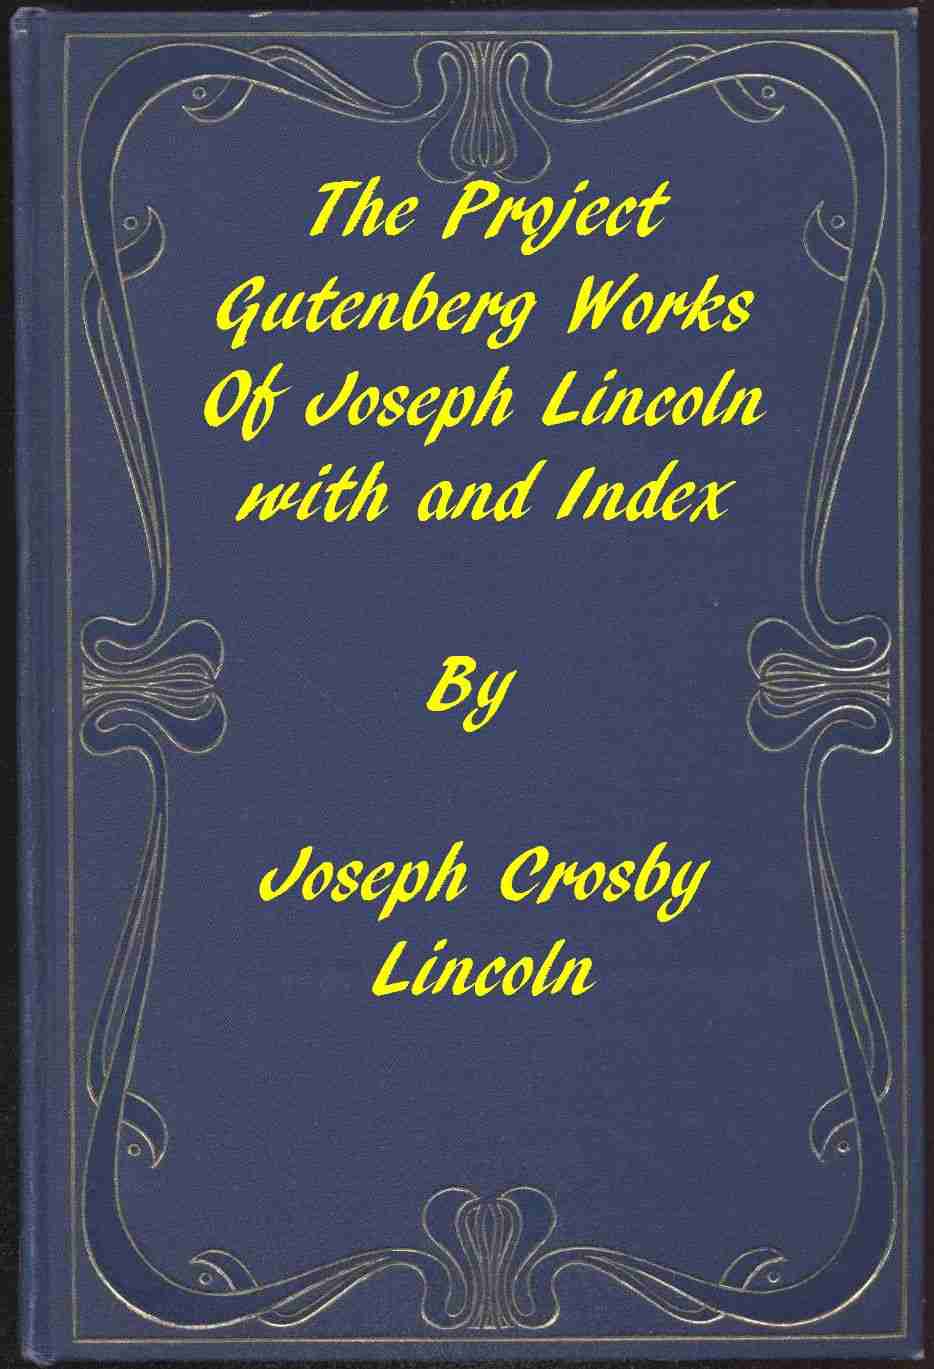 The Project
Gutenberg Works
Of Joseph Lincoln
with and Index
By
Joseph Crosby
Lincoln